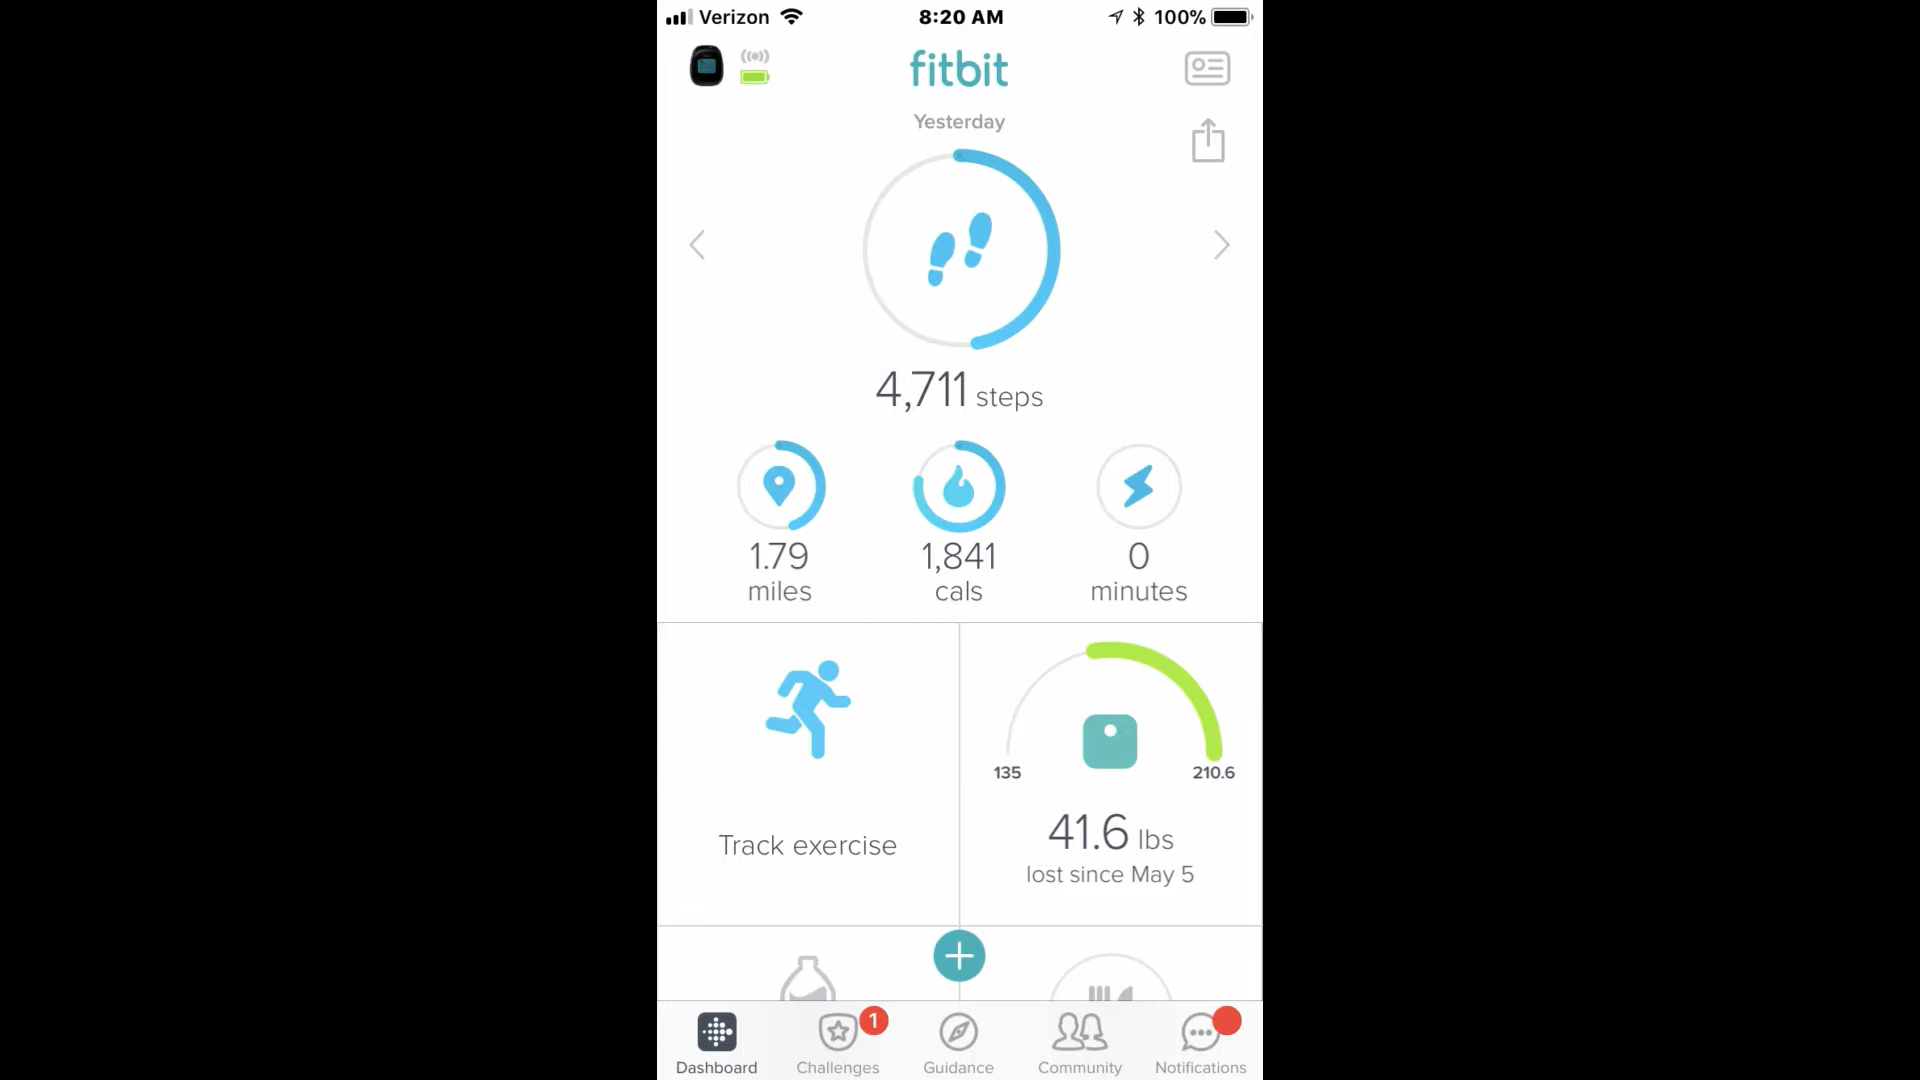 Verizon 8:20 AM 100%
fitbit
Yesterday
4,711 steps
1.79 miles
1,841 cals
0 minutes
Track exercise
135 210.6
41.6 lbs
lost since May 5
Dashboard
1
Challenges
Guidance
Community
Notifications